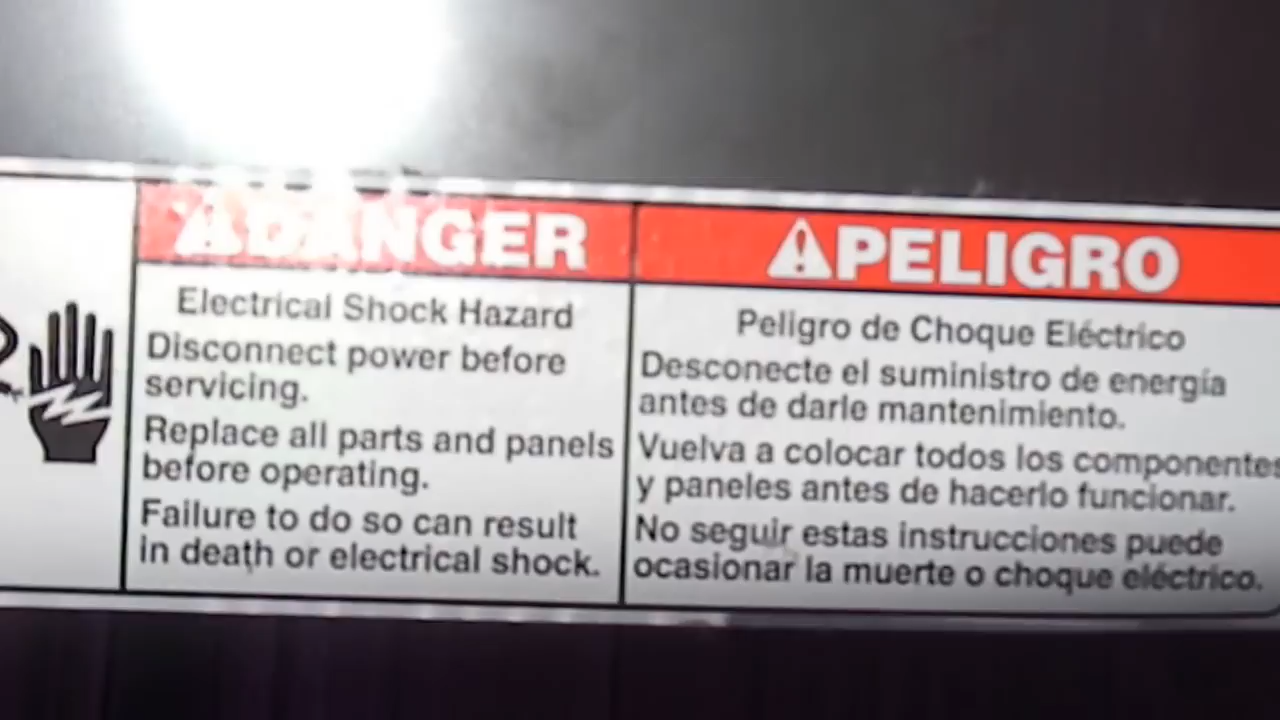 DANGER
Electrical Shock Hazard
Disconnect power before
servicing.
Replace all parts and panels
before operating.
Failure to do so can result
in death or electrical shock.
PELIGRO
Peligro de Choque Eléctrico
Desconecte el suministro de energía
antes de darle mantenimiento.
Vuelva a colocar todos los componentes
y paneles antes de hacerlo funcionar.
No seguir estas instrucciones puede
ocasionar la muerte o choque eléctrico.